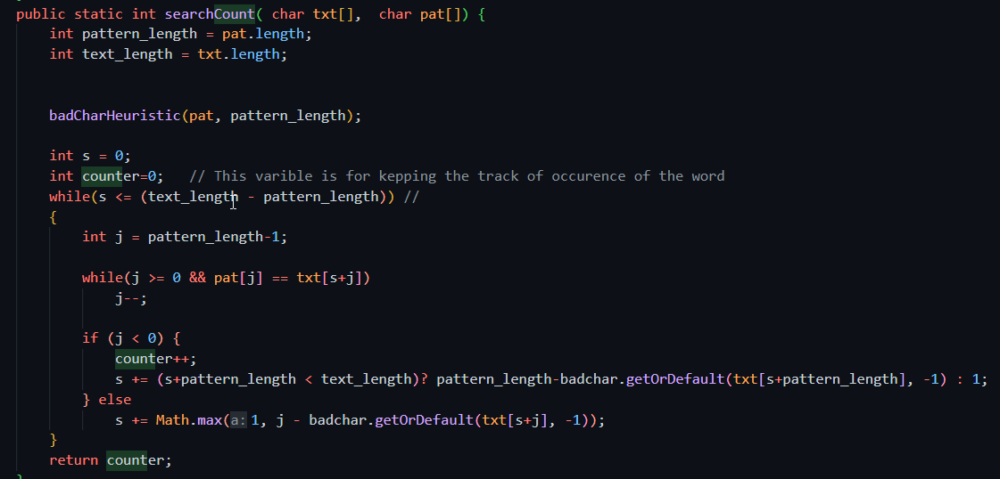 public static int searchCount( char txt[],  char pat[]) {
    int pattern_length = pat.length;
    int text_length = txt.length;
    badCharHeuristic(pat, pattern_length);
    int s = 0;
    int counter=0;   // This varible is for kepping the track of occurence of the word
    while(s <= (text_length - pattern_length)) //
    {
        int j = pattern_length-1;
        while(j >= 0 && pat[j] == txt[s+j])
            j--;
        if (j < 0) {
            counter++;
            s += (s+pattern_length < text_length)? pattern_length-badchar.getOrDefault(txt[s+pattern_length], -1) : 1;
        } else
            s += Math.max(a: 1, j - badchar.getOrDefault(txt[s+j], -1));
    }
    return counter;